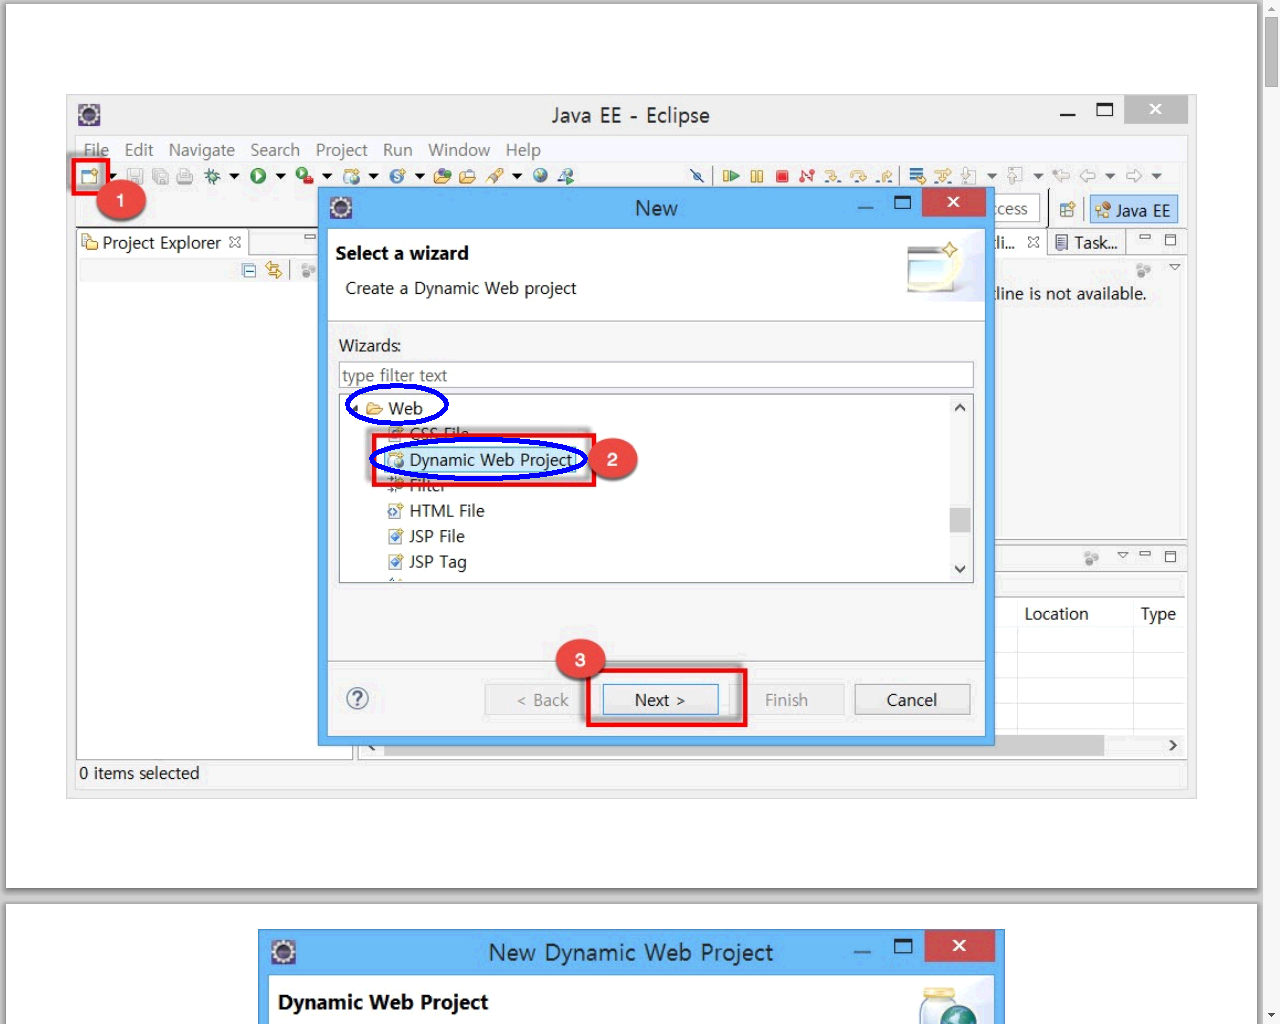 Java EE - Eclipse
File Edit Navigate Search Project Run Window Help
1
New
Java EE
Project Explorer
Task...
Select a wizard
Create a Dynamic Web project
line is not available.
Wizards:
type filter text
Web
CSS File
Dynamic Web Project
2
Filter
HTML File
JSP File
JSP Tag
Location Type
3
< Back Next > Finish Cancel
0 items selected
New Dynamic Web Project
Dynamic Web Project